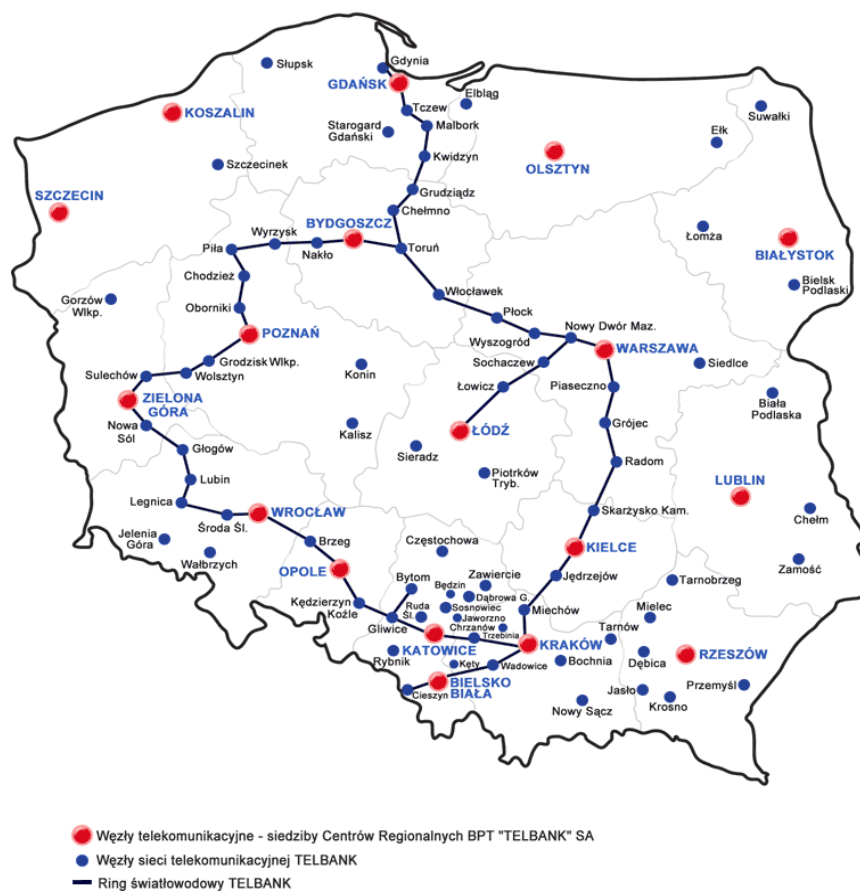 Gdynia
Słupsk
GDAŃSK
Elbląg
Suwałki
KOSZALIN
Tczew
Malbork
Starogard
Gdański
Ełk
Kwidzyn
OLSZTYN
Szczecinek
SZCZECIN
Grudziądz
Chełmno
BYDGOSZCZ
Wyrzysk
Łomża
Piła
Nakło
Toruń
BIAŁYSTOK
Chodzież
Bielsk
Podlaski
Gorzów
Wlkp.
Włocławek
Oborniki
Płock
POZNAŃ
Nowy Dwór Maz.
Wyszogród
WARSZAWA
Grodzisk Wlkp.
Sochaczew
Siedlce
Konin
Sulechów
Wolsztyn
Łowicz
Piaseczno
ZIELONA
GÓRA
Biała
Podlaska
Nowa
Sól
Kalisz
ŁÓDŹ
Grójec
Głogów
Sieradz
Radom
Lubin
Piotrków
Tryb.
LUBLIN
Legnica
WROCŁAW
Skarżysko Kam.
Środa Śl.
Chełm
Jelenia
Góra
Brzeg
Częstochowa
KIELCE
Wałbrzych
OPOLE
Zamość
Bytom
Będzin
Zawiercie
Jędrzejów
Tarnobrzeg
Kędzierzyn
Koźle
Ruda
Śl.
Dąbrowa G.
Sosnowiec
Miechów
Mielec
Jaworzno
Chrzanów
Gliwice
Trzebinia
Tarnów
KATOWICE
KRAKÓW
RZESZÓW
Rybnik
Kęty
Wadowice
Bochnia
Dębica
BIELSKO
BIAŁA
Cieszyn
Jasło
Przemyśl
Nowy Sącz
Krosno
Węzły telekomunikacyjne - siedziby Centrów Regionalnych BPT "TELBANK" SA
Węzły sieci telekomunikacyjnej TELBANK
Ring światłowodowy TELBANK